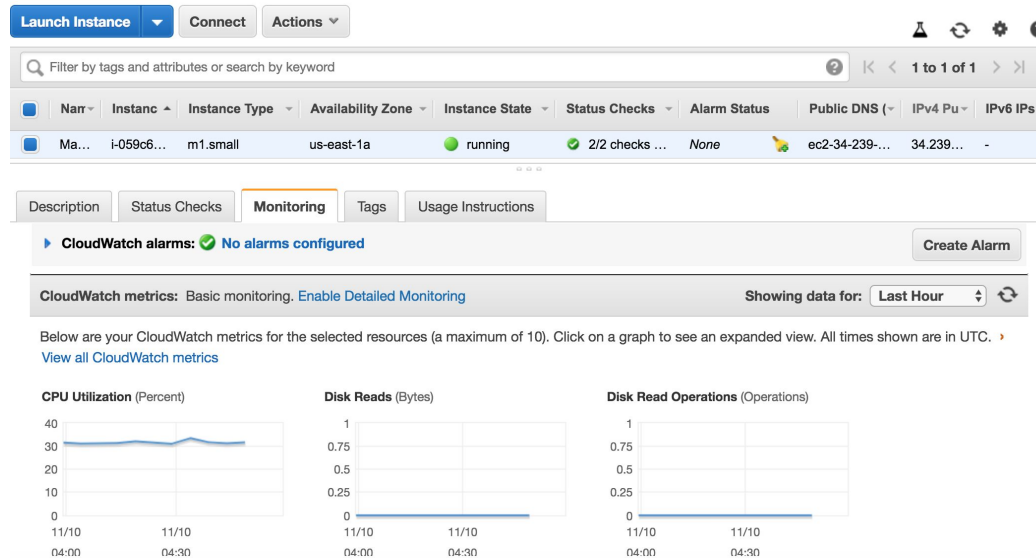 Launch Instance Connect Actions
Filter by tags and attributes or search by keyword 1 to 1 of 1
Nam Instanc Instance Type Availability Zone Instance State Status Checks Alarm Status Public DNS ( IPv4 Pu IPv6 IPs
Ma... i-059c6... m1.small us-east-1a running 2/2 checks ... None ec2-34-239-... 34.239... -
Description Status Checks Monitoring Tags Usage Instructions
CloudWatch alarms: No alarms configured Create Alarm
CloudWatch metrics: Basic monitoring. Enable Detailed Monitoring Showing data for: Last Hour
Below are your CloudWatch metrics for the selected resources (a maximum of 10). Click on a graph to see an expanded view. All times shown are in UTC.
View all CloudWatch metrics
CPU Utilization (Percent) Disk Reads (Bytes) Disk Read Operations (Operations)
40 1 1
30 0.75 0.75
20 0.5 0.5
10 0.25 0.25
0 0 0
11/10 11/10 11/10 11/10 11/10 11/10
04:00 04:30 04:00 04:30 04:00 04:30